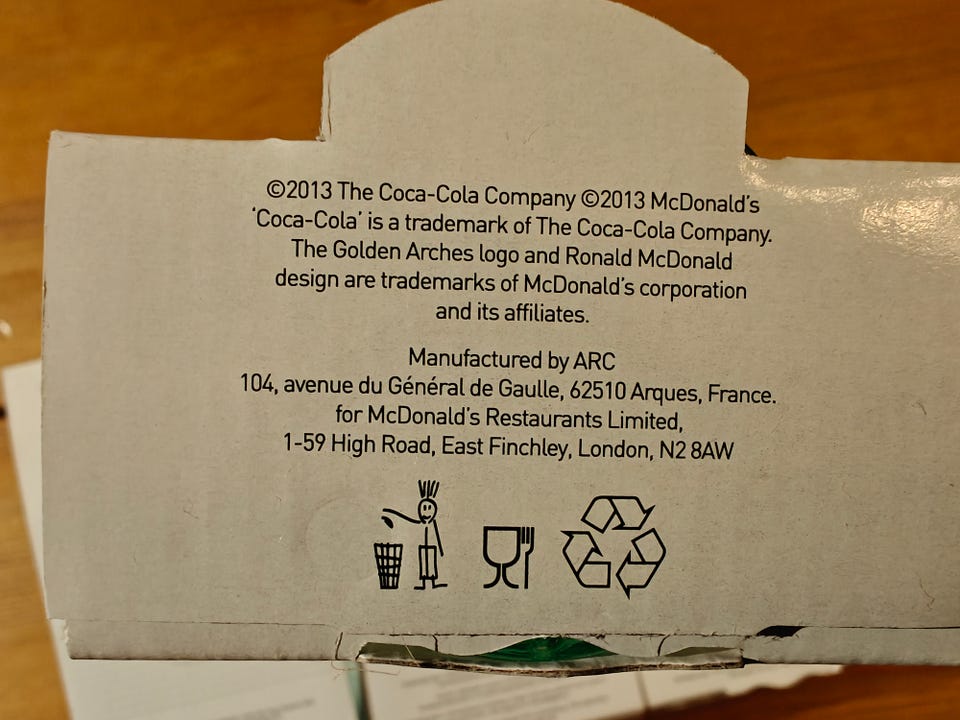 ©2013 The Coca-Cola Company ©2013 McDonald's
'Coca-Cola' is a trademark of The Coca-Cola Company.
The Golden Arches logo and Ronald McDonald
design are trademarks of McDonald's corporation
and its affiliates.
Manufactured by ARC
104, avenue du Général de Gaulle, 62510 Arques, France.
for McDonald's Restaurants Limited,
1-59 High Road, East Finchley, London, N2 8AW